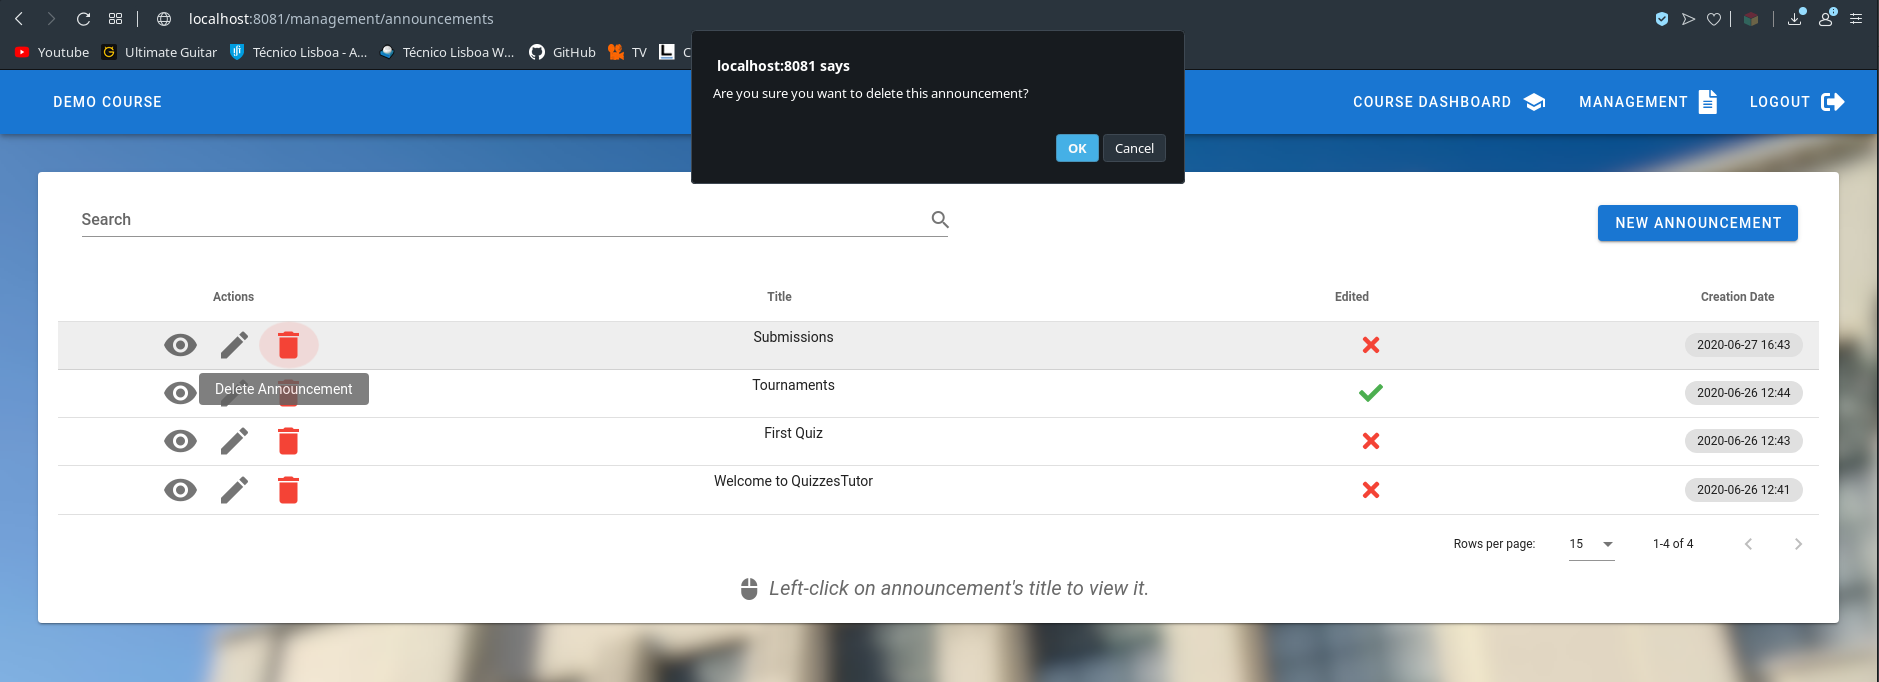 localhost:8081/management/announcements
Youtube Ultimate Guitar Técnico Lisboa - A... Técnico Lisboa W... GitHub TV C
localhost:8081 says
Are you sure you want to delete this announcement?
OK Cancel
DEMO COURSE COURSE DASHBOARD MANAGEMENT LOGOUT
Search
NEW ANNOUNCEMENT
Actions Title Edited Creation Date
Submissions 2020-06-27 16:43
Delete Announcement Tournaments 2020-06-26 12:44
First Quiz 2020-06-26 12:43
Welcome to QuizzesTutor 2020-06-26 12:41
Rows per page: 15 1-4 of 4
Left-click on announcement's title to view it.